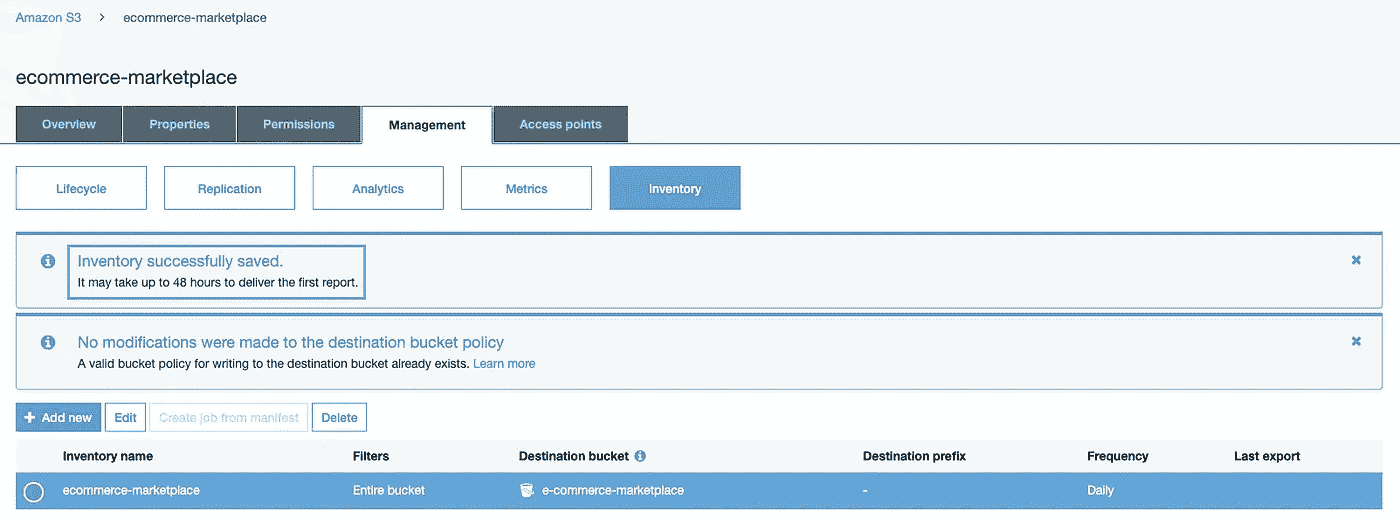 Amazon S3 > ecommerce-marketplace
ecommerce-marketplace
Overview Properties Permissions Management Access points
Lifecycle Replication Analytics Metrics Inventory
Inventory successfully saved.
It may take up to 48 hours to deliver the first report.
No modifications were made to the destination bucket policy
A valid bucket policy for writing to the destination bucket already exists. Learn more
+ Add new Edit Create job from manifest Delete
Inventory name Filters Destination bucket Destination prefix Frequency Last export
ecommerce-marketplace Entire bucket e-commerce-marketplace - Daily